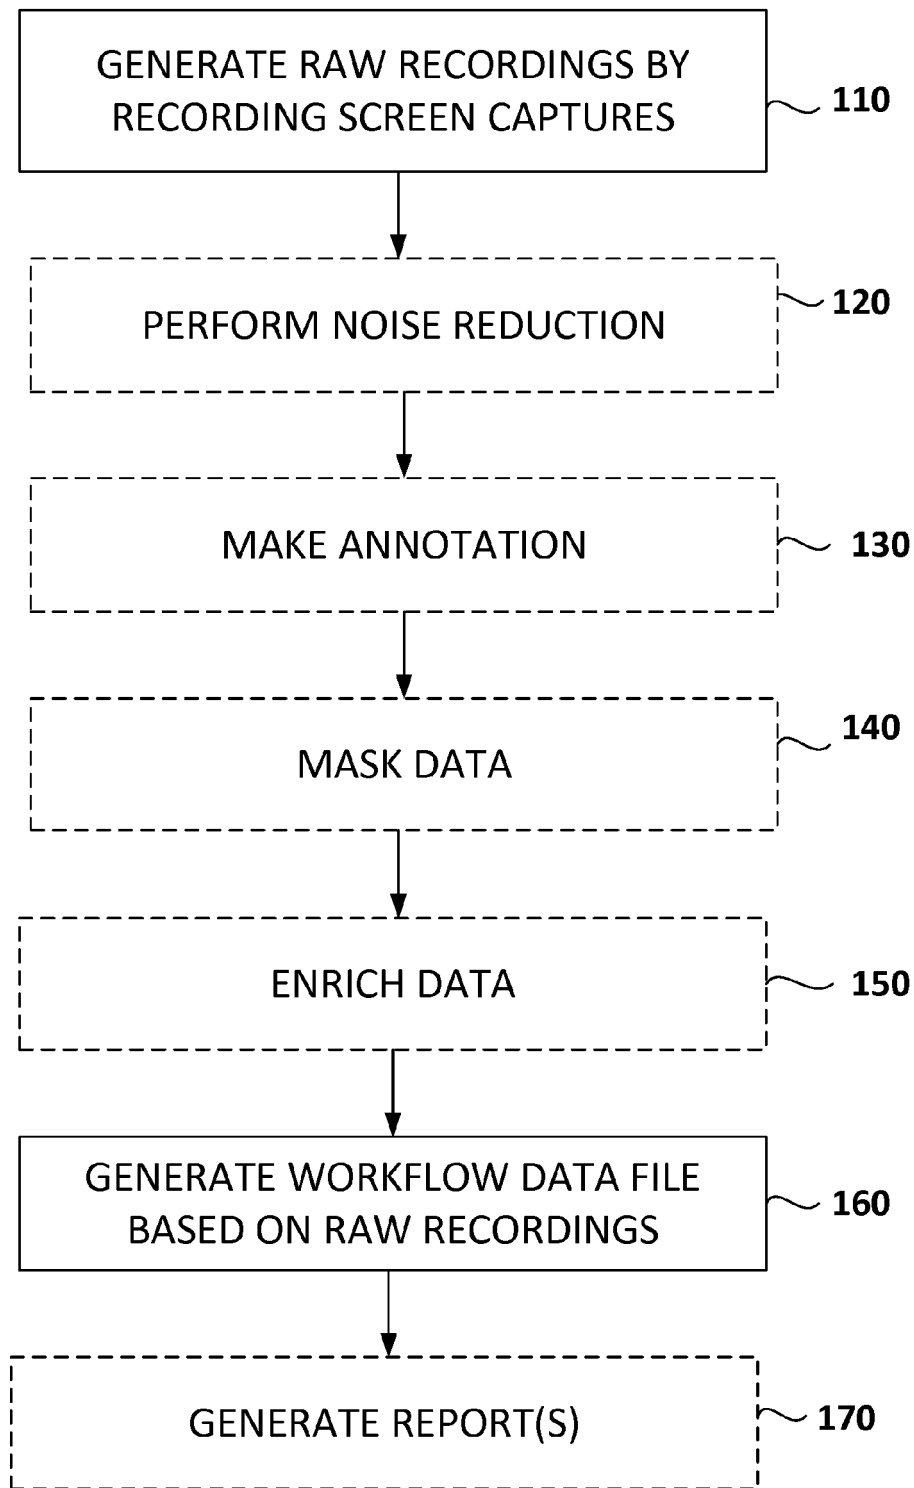 GENERATE RAW RECORDINGS BY
RECORDING SCREEN CAPTURES
110
PERFORM NOISE REDUCTION
120
MAKE ANNOTATION
130
MASK DATA
140
ENRICH DATA
150
GENERATE WORKFLOW DATA FILE
BASED ON RAW RECORDINGS
160
GENERATE REPORT(S)
170